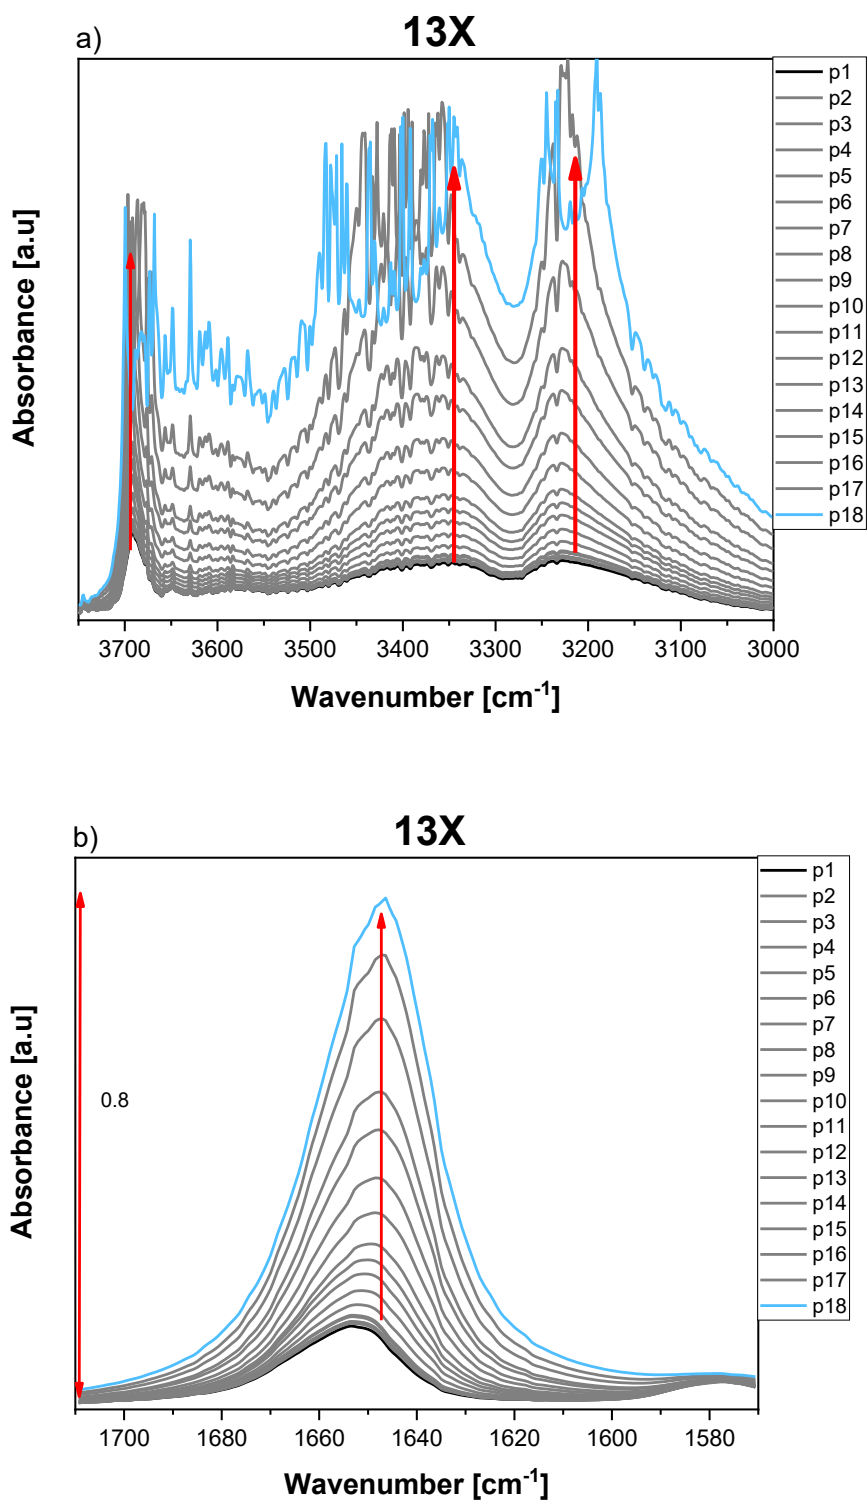 a)
13X
Absorbance [a.u]
p1
p2
p3
p4
p5
p6
p7
p8
p9
p10
p11
p12
p13
p14
p15
p16
p17
p18
3700 3600 3500 3400 3300 3200 3100 3000
Wavenumber [cm-1]
b)
13X
Absorbance [a.u]
0.8
p1
p2
p3
p4
p5
p6
p7
p8
p9
p10
p11
p12
p13
p14
p15
p16
p17
p18
1700 1680 1660 1640 1620 1600 1580
Wavenumber [cm-1]